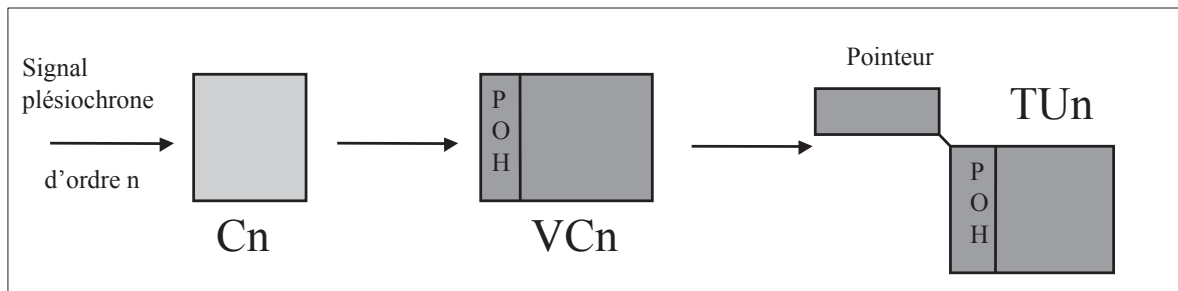 Signal
plésiochrone
d'ordre n
Cn
P
O
H
VCn
Pointeur
TUn
P
O
H